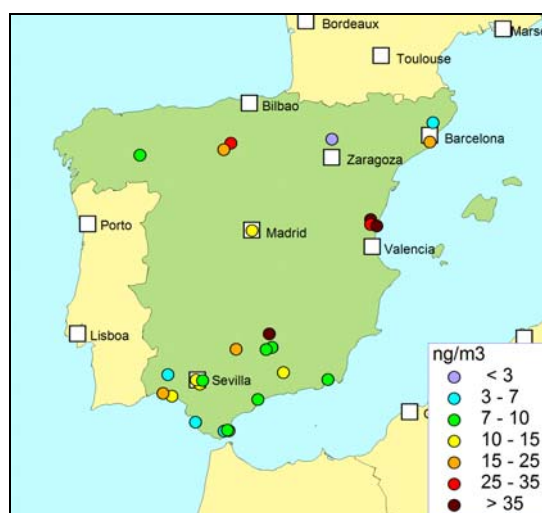 Bordeaux
Marse
Toulouse
Bilbao
Barcelona
Zaragoza
Porto
Madrid
Valencia
Lisboa
ng/m3
< 3
Sevilla
3 - 7
7 - 10
10 - 15
15 - 25
25 - 35
> 35